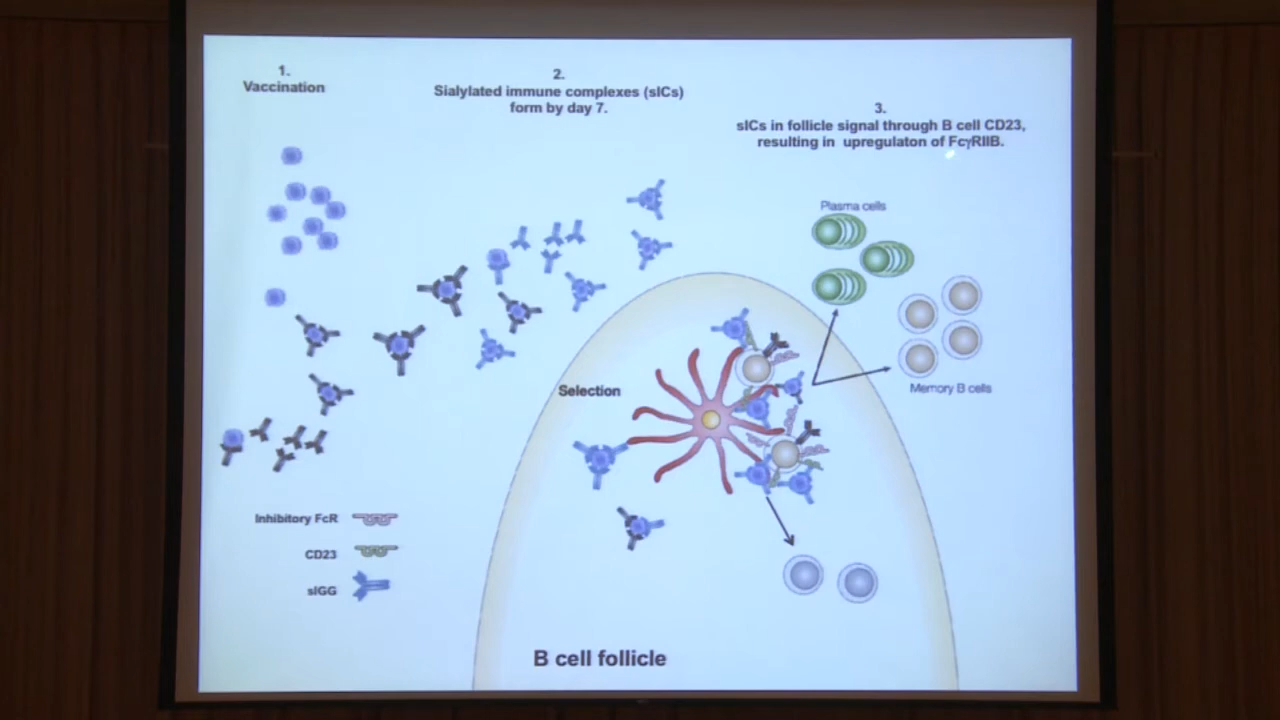 1.
Vaccination
2.
Sialylated immune complexes (sICs)
form by day 7.
3.
sICs in follicle signal through B cell CD23,
resulting in upregulaton of FcγRIIB.
Plasma cells
Memory B cells
Selection
Inhibitory FcR
CD23
sIGG
B cell follicle